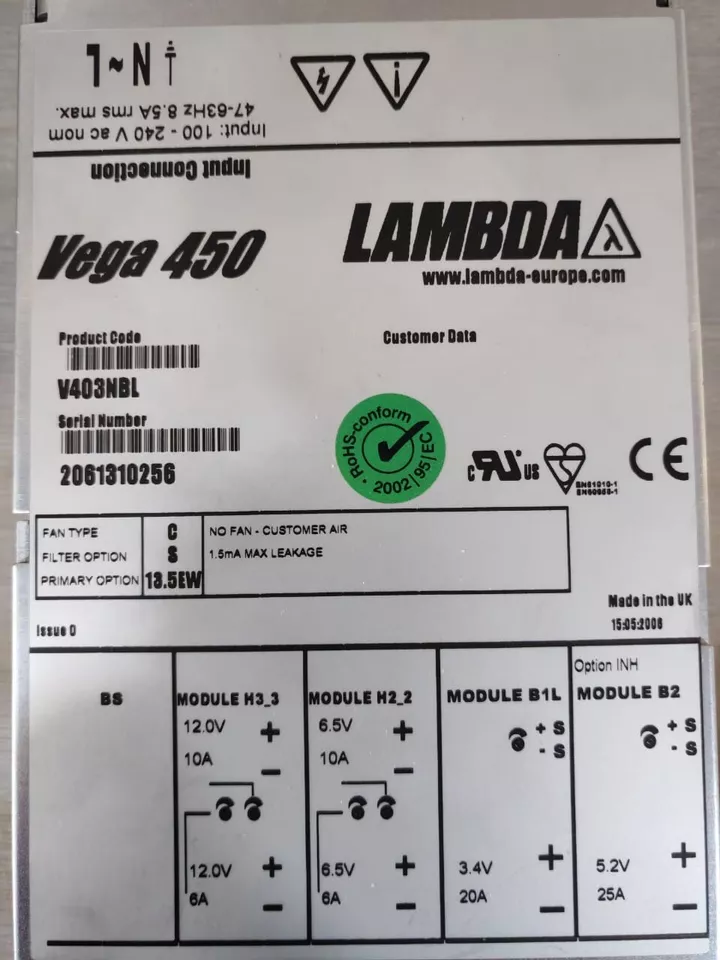 1 ~ N
Input: 100 - 240 V ac nom
47-63Hz 8.5A rms max.
Input Connection
Vega 450
LAMBDA λ
www.lambda-europe.com
Product Code
V403NBL
Customer Data
Serial Number
2061310256
RoHS-conform
2002/95/EC
c RU us
EN61010-1
EN60950-1
CE
FAN TYPE C NO FAN - CUSTOMER AIR
FILTER OPTION S 1.5mA MAX LEAKAGE
PRIMARY OPTION 13.5EW
Made in the UK
Issue 0
15:05:2006
BS
MODULE H3_3
12.0V +
10A -
12.0V +
6A -
MODULE H2_2
6.5V +
10A -
6.5V +
6A -
MODULE B1L
+ S
- S
3.4V +
20A -
Option INH
MODULE B2
+ S
- S
5.2V +
25A -